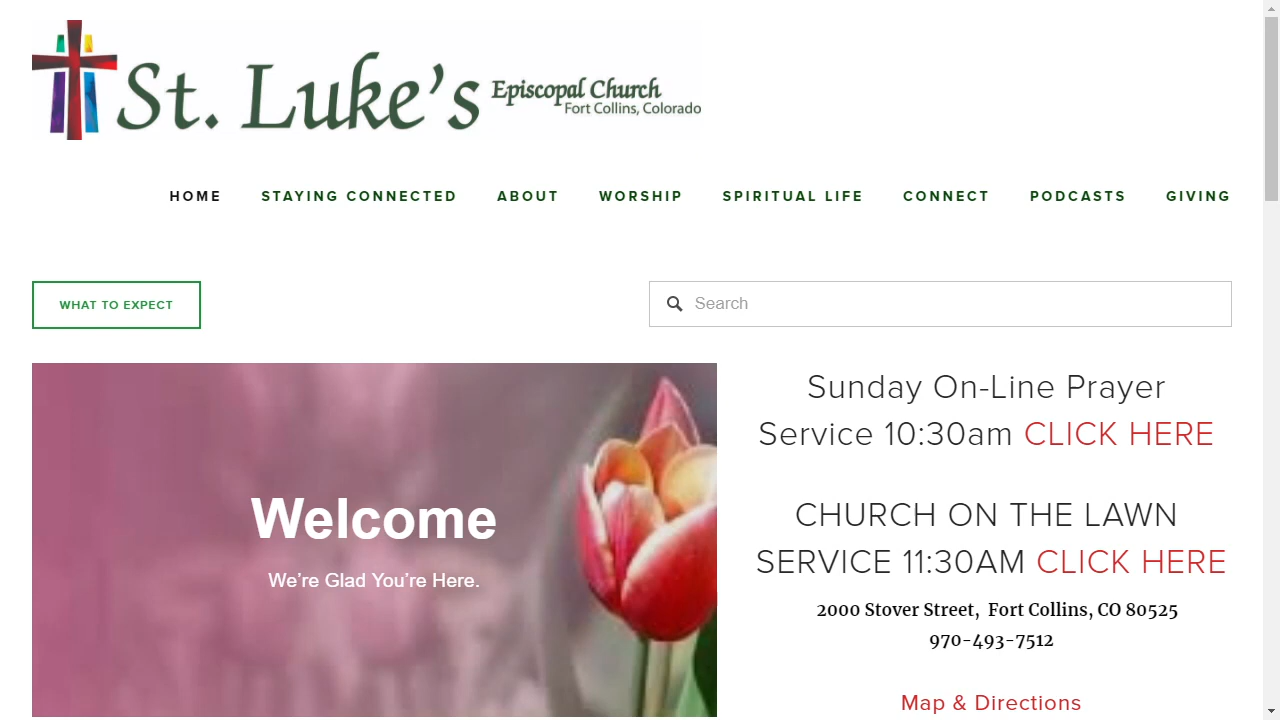 St. Luke's Episcopal Church
Fort Collins, Colorado
HOME STAYING CONNECTED ABOUT WORSHIP SPIRITUAL LIFE CONNECT PODCASTS GIVING
WHAT TO EXPECT
Search
Welcome
We're Glad You're Here.
Sunday On-Line Prayer
Service 10:30am CLICK HERE
CHURCH ON THE LAWN
SERVICE 11:30AM CLICK HERE
2000 Stover Street, Fort Collins, CO 80525
970-493-7512
Map & Directions